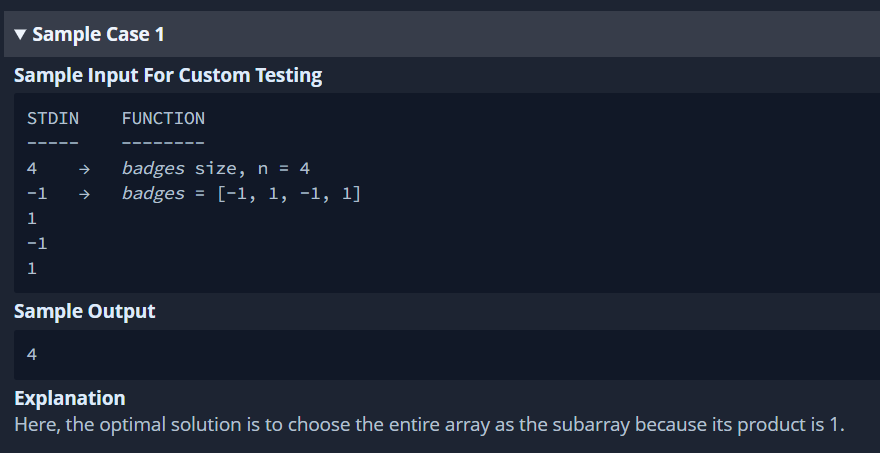 ▼ Sample Case 1
Sample Input For Custom Testing
STDIN    FUNCTION
-----    --------
4    →   badges size, n = 4
-1   →   badges = [-1, 1, -1, 1]
1
-1
1
Sample Output
4
Explanation
Here, the optimal solution is to choose the entire array as the subarray because its product is 1.